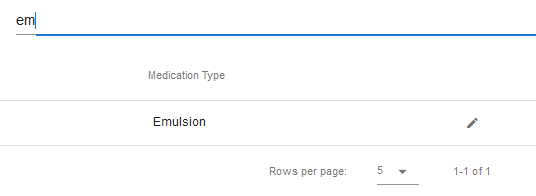 em
Medication Type
Emulsion
Rows per page: 5 1-1 of 1